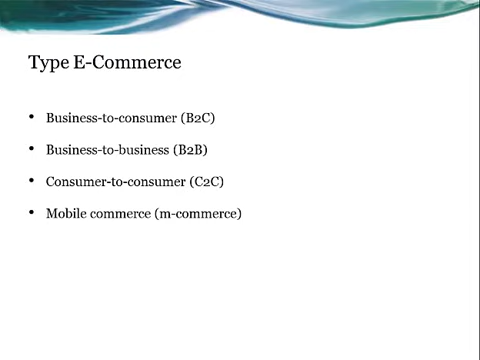 Type E-Commerce
• Business-to-consumer (B2C)
• Business-to-business (B2B)
• Consumer-to-consumer (C2C)
• Mobile commerce (m-commerce)